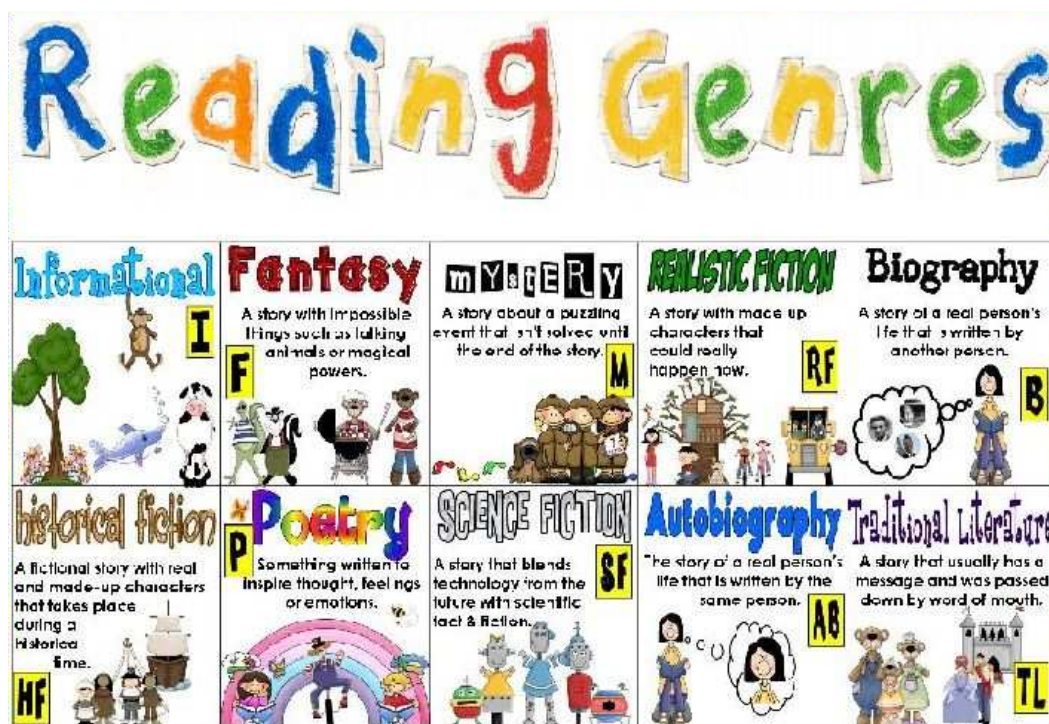 Reading Genres
Informational
I
Fantasy
A story with impossible
things such as talking
animals or magical
powers.
F
mYstERy
A story about a puzzling
event that isn't solved until
the end of the story.
M
REALISTIC FICTION
A story with made up
characters that
could really
happen now.
RF
Biography
A story of a real person's
life that is written by
another person.
B
historical fiction
A fictional story with real
and made-up characters
that takes place
during a
historical
time.
HF
Poetry
P
Something written to
inspire thought, feelings
or emotions.
SCIENCE FICTION
A story that blends
technology from the
future with scientific
fact & fiction.
SF
Autobiography
The story of a real person's
life that is written by the
same person.
AB
Traditional Literature
A story that usually has a
message and was passed
down by word of mouth.
TL